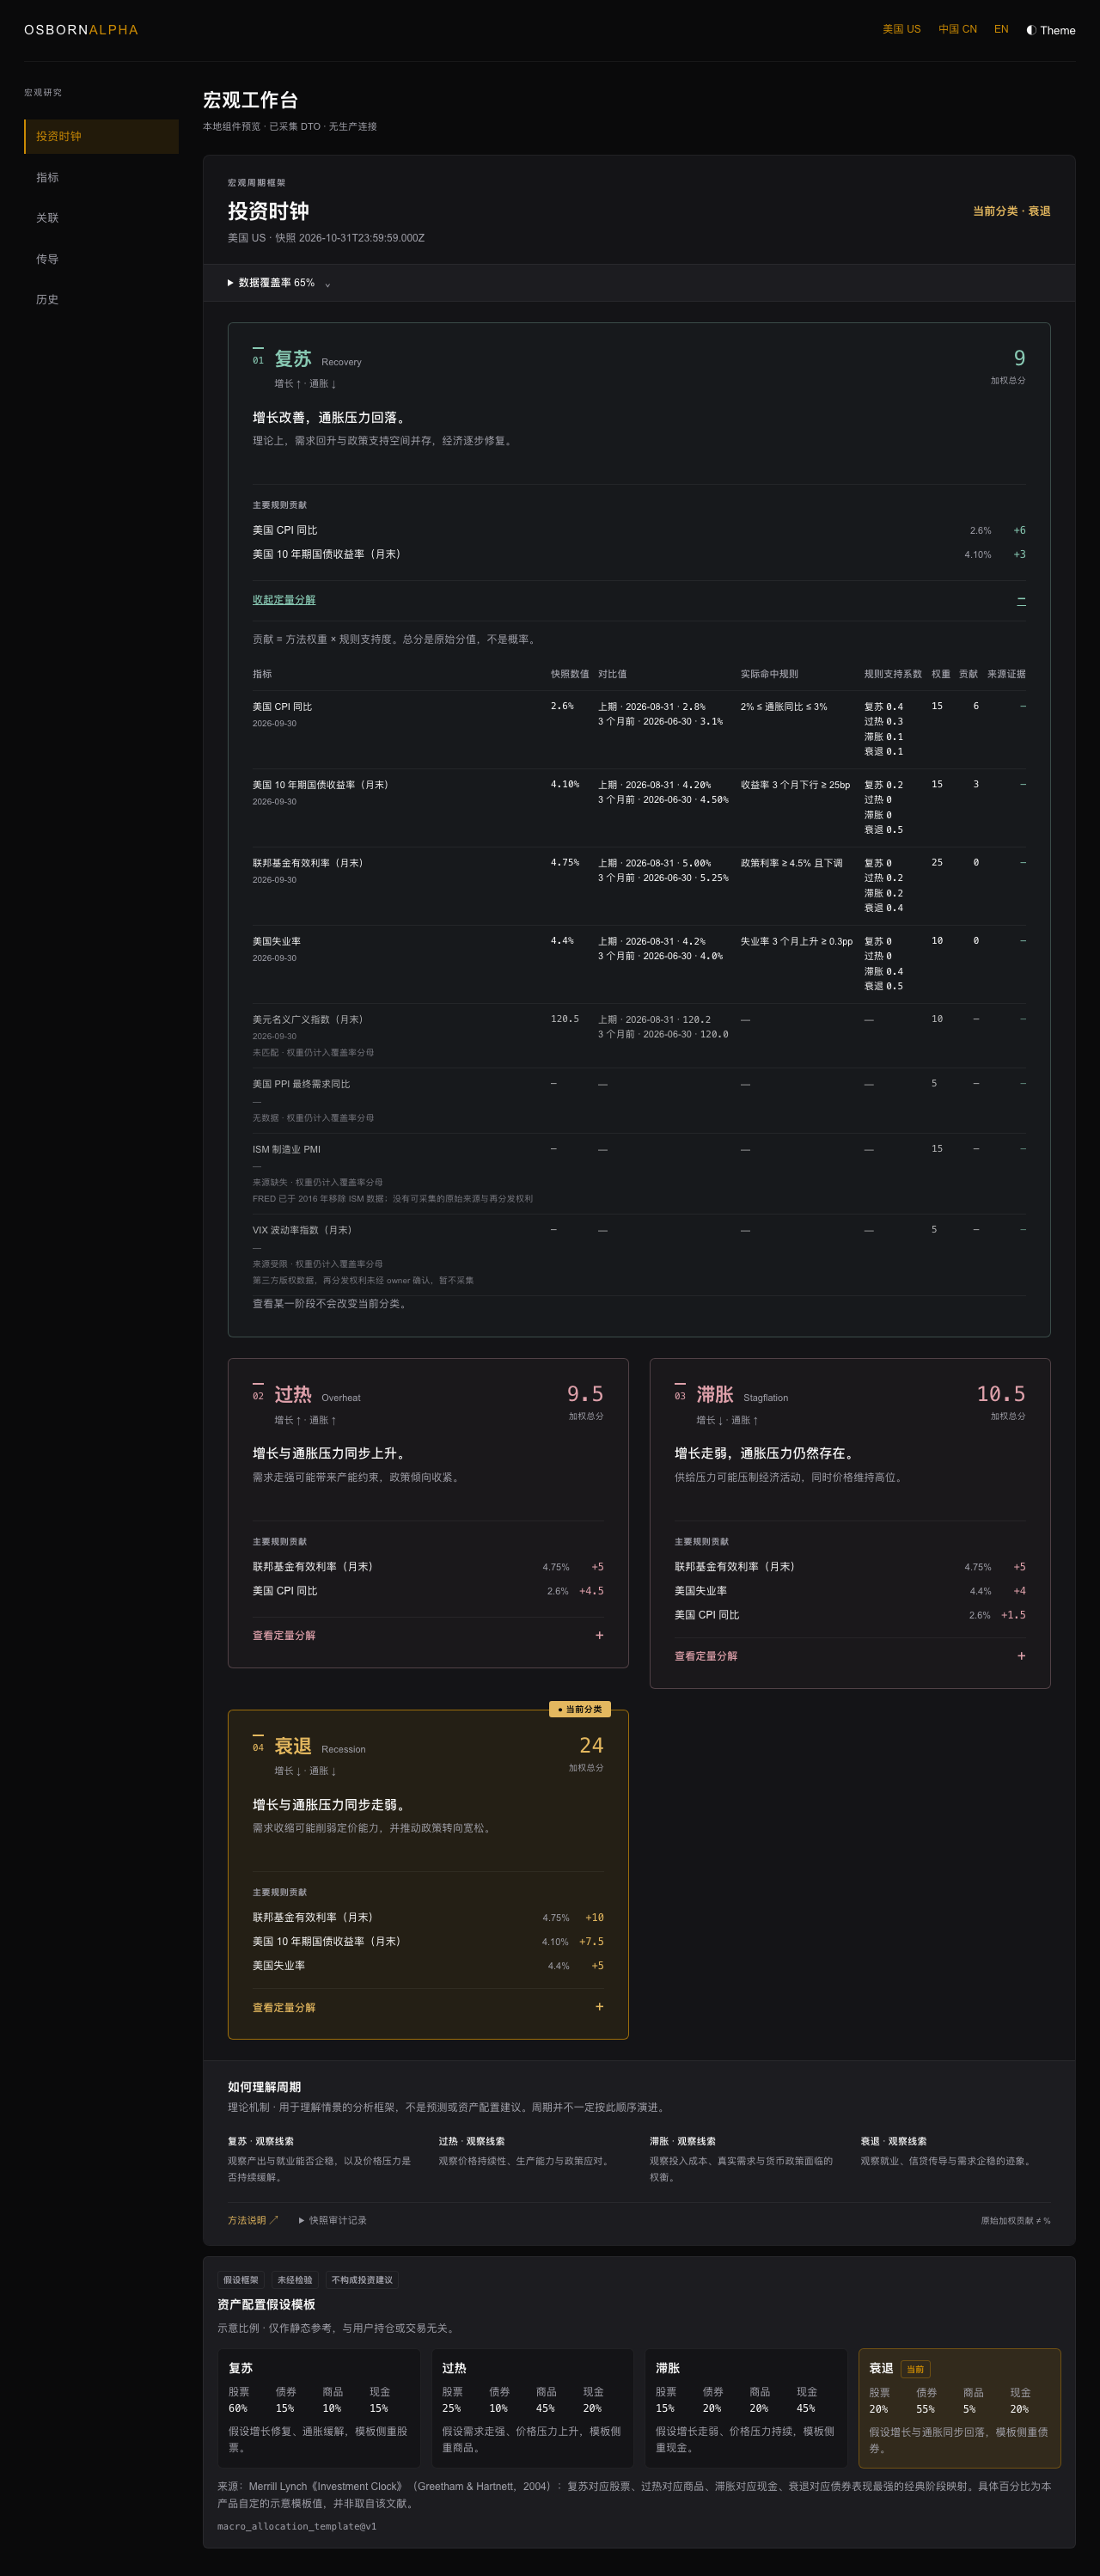 OSBORNALPHA
美国 US 中国 CN EN ◐ Theme
宏观研究
投资时钟
指标
关联
传导
历史
宏观工作台
本地组件预览 · 已采集 DTO · 无生产连接
宏观周期框架
投资时钟
当前分类 · 衰退
美国 US · 快照 2026-10-31T23:59:59.000Z
▶ 数据覆盖率 65% ⌄
01 复苏 Recovery 9
增长 ↑ · 通胀 ↓ 加权总分
增长改善，通胀压力回落。
理论上，需求回升与政策支持空间并存，经济逐步修复。
主要规则贡献
美国 CPI 同比 2.6% +6
美国 10 年期国债收益率（月末） 4.10% +3
收起定量分解 −
贡献 = 方法权重 × 规则支持度。总分是原始分值，不是概率。
指标 快照数值 对比值 实际命中规则 规则支持系数 权重 贡献 来源证据
美国 CPI 同比 2.6% 上期 · 2026-08-31 · 2.8% 2% ≤ 通胀同比 ≤ 3% 复苏 0.4 15 6 —
2026-09-30 3 个月前 · 2026-06-30 · 3.1% 过热 0.3
滞胀 0.1
衰退 0.1
美国 10 年期国债收益率（月末） 4.10% 上期 · 2026-08-31 · 4.20% 收益率 3 个月下行 ≥ 25bp 复苏 0.2 15 3 —
2026-09-30 3 个月前 · 2026-06-30 · 4.50% 过热 0
滞胀 0
衰退 0.5
联邦基金有效利率（月末） 4.75% 上期 · 2026-08-31 · 5.00% 政策利率 ≥ 4.5% 且下调 复苏 0 25 0 —
2026-09-30 3 个月前 · 2026-06-30 · 5.25% 过热 0.2
滞胀 0.2
衰退 0.4
美国失业率 4.4% 上期 · 2026-08-31 · 4.2% 失业率 3 个月上升 ≥ 0.3pp 复苏 0 10 0 —
2026-09-30 3 个月前 · 2026-06-30 · 4.0% 过热 0
滞胀 0.4
衰退 0.5
美元名义广义指数（月末） 120.5 上期 · 2026-08-31 · 120.2 — — 10 — —
2026-09-30 3 个月前 · 2026-06-30 · 120.0
未匹配 · 权重仍计入覆盖率分母
美国 PPI 最终需求同比 — — — — 5 — —
—
无数据 · 权重仍计入覆盖率分母
ISM 制造业 PMI — — — — 15 — —
—
来源缺失 · 权重仍计入覆盖率分母
FRED 已于 2016 年移除 ISM 数据；没有可采集的原始来源与再分发权利
VIX 波动率指数（月末） — — — — 5 — —
—
来源受限 · 权重仍计入覆盖率分母
第三方版权数据，再分发权利未经 owner 确认，暂不采集
查看某一阶段不会改变当前分类。
02 过热 Overheat 9.5
增长 ↑ · 通胀 ↑ 加权总分
增长与通胀压力同步上升。
需求走强可能带来产能约束，政策倾向收紧。
主要规则贡献
联邦基金有效利率（月末） 4.75% +5
美国 CPI 同比 2.6% +4.5
查看定量分解 +
03 滞胀 Stagflation 10.5
增长 ↓ · 通胀 ↑ 加权总分
增长走弱，通胀压力仍然存在。
供给压力可能压制经济活动，同时价格维持高位。
主要规则贡献
联邦基金有效利率（月末） 4.75% +5
美国失业率 4.4% +4
美国 CPI 同比 2.6% +1.5
查看定量分解 +
● 当前分类
04 衰退 Recession 24
增长 ↓ · 通胀 ↓ 加权总分
增长与通胀压力同步走弱。
需求收缩可能削弱定价能力，并推动政策转向宽松。
主要规则贡献
联邦基金有效利率（月末） 4.75% +10
美国 10 年期国债收益率（月末） 4.10% +7.5
美国失业率 4.4% +5
查看定量分解 +
如何理解周期
理论机制 · 用于理解情景的分析框架，不是预测或资产配置建议。周期并不一定按此顺序演进。
复苏 · 观察线索
观察产出与就业能否企稳，以及价格压力是
否持续缓解。
过热 · 观察线索
观察价格持续性、生产能力与政策应对。
滞胀 · 观察线索
观察投入成本、真实需求与货币政策面临的
权衡。
衰退 · 观察线索
观察就业、信贷传导与需求企稳的迹象。
方法说明 ↗ ▶ 快照审计记录 原始加权贡献 ≠ %
假设框架 未经检验 不构成投资建议
资产配置假设模板
示意比例 · 仅作静态参考，与用户持仓或交易无关。
复苏
股票 债券 商品 现金
60% 15% 10% 15%
假设增长修复、通胀缓解，模板侧重股
票。
过热
股票 债券 商品 现金
25% 10% 45% 20%
假设需求走强、价格压力上升，模板侧
重商品。
滞胀
股票 债券 商品 现金
15% 20% 20% 45%
假设增长走弱、价格压力持续，模板侧
重现金。
衰退 当前
股票 债券 商品 现金
20% 55% 5% 20%
假设增长与通胀同步回落，模板侧重债
券。
来源：Merrill Lynch《Investment Clock》（Greetham & Hartnett，2004）：复苏对应股票、过热对应商品、滞胀对应现金、衰退对应债券表现最强的经典阶段映射。具体百分比为本
产品自定的示意模板值，并非取自该文献。
macro_allocation_template@v1